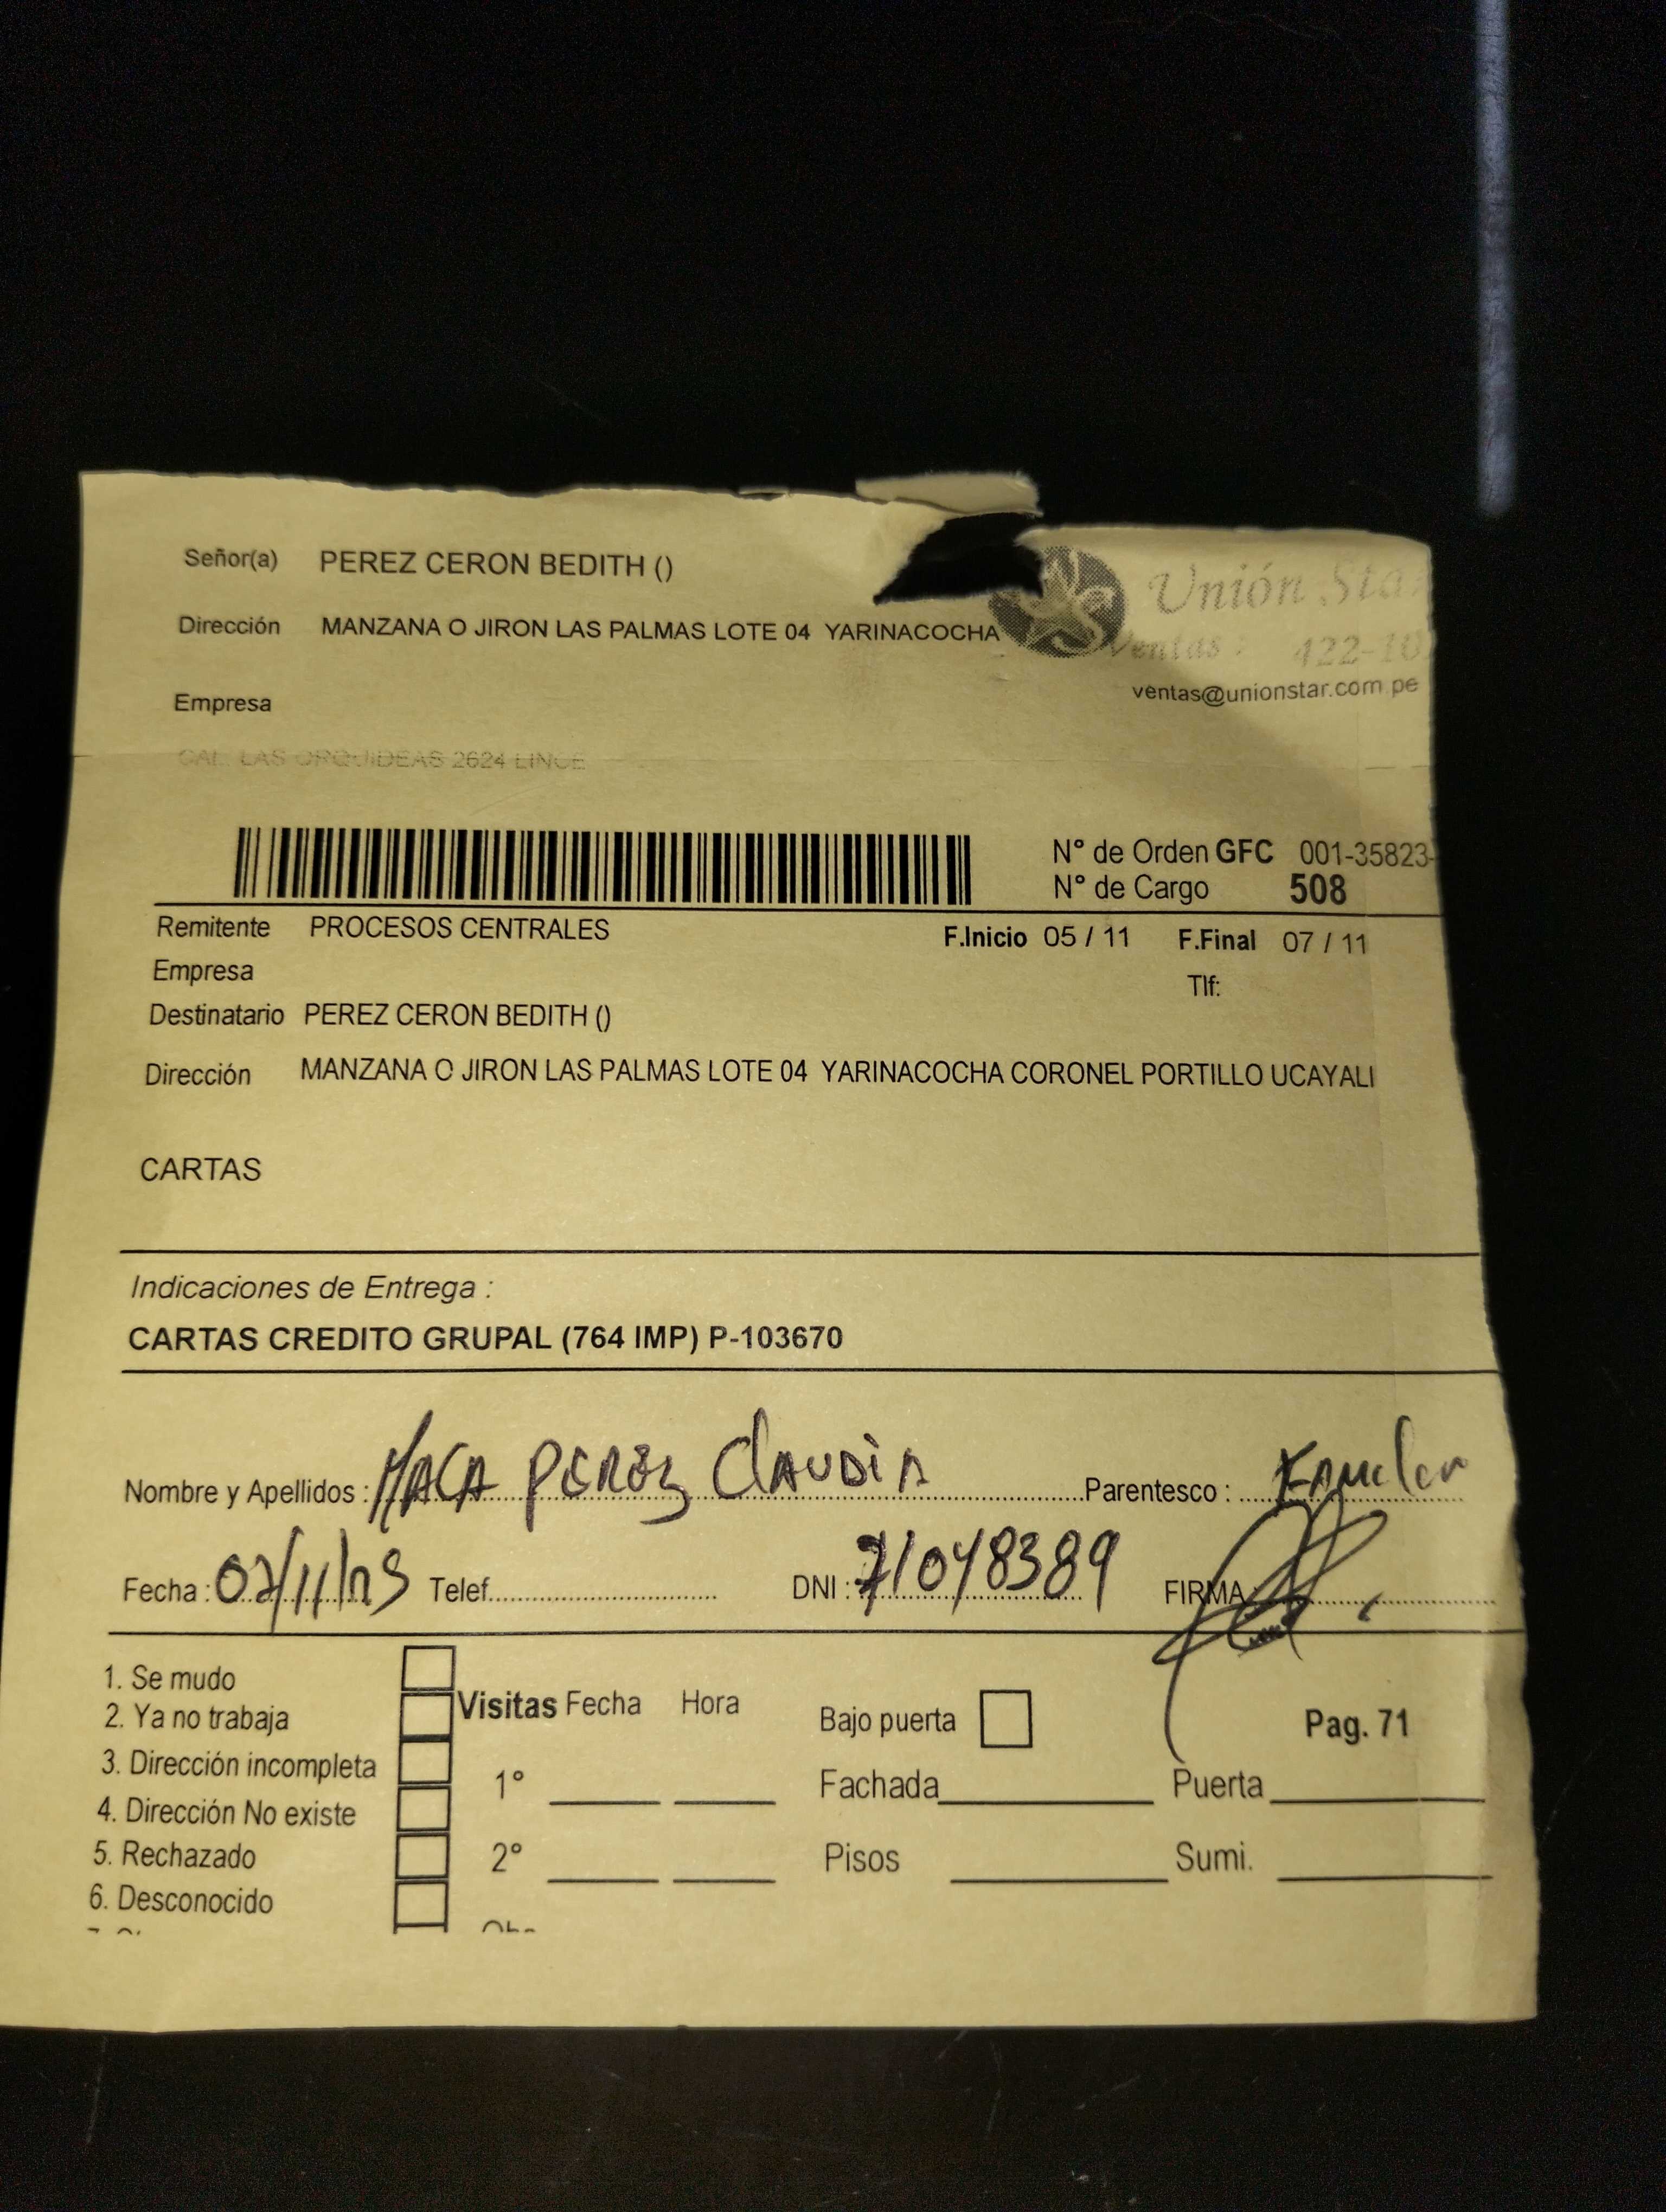 Señor(a) PEREZ CERON BEDITH ()
Dirección MANZANA O JIRON LAS PALMAS LOTE 04 YARINACOCHA
Unión Sta
Ventas : 422-10
ventas@unionstar.com.pe
Empresa
CAL. LAS ORQUIDEAS 2624 LINCE
N° de Orden GFC 001-35823-
N° de Cargo 508
Remitente PROCESOS CENTRALES F.Inicio 05 / 11 F.Final 07 / 11
Empresa Tlf:
Destinatario PEREZ CERON BEDITH ()
Dirección MANZANA O JIRON LAS PALMAS LOTE 04 YARINACOCHA CORONEL PORTILLO UCAYALI
CARTAS
Indicaciones de Entrega :
CARTAS CREDITO GRUPAL (764 IMP) P-103670
Nombre y Apellidos : PEREZ CLAUDIA Parentesco :
Fecha : Telef. DNI : 71048389 FIRMA
1. Se mudo
2. Ya no trabaja
3. Dirección incompleta
4. Dirección No existe
5. Rechazado
6. Desconocido
Visitas Fecha Hora
1°
2°
Bajo puerta Pag. 71
Fachada Puerta
Pisos Sumi.